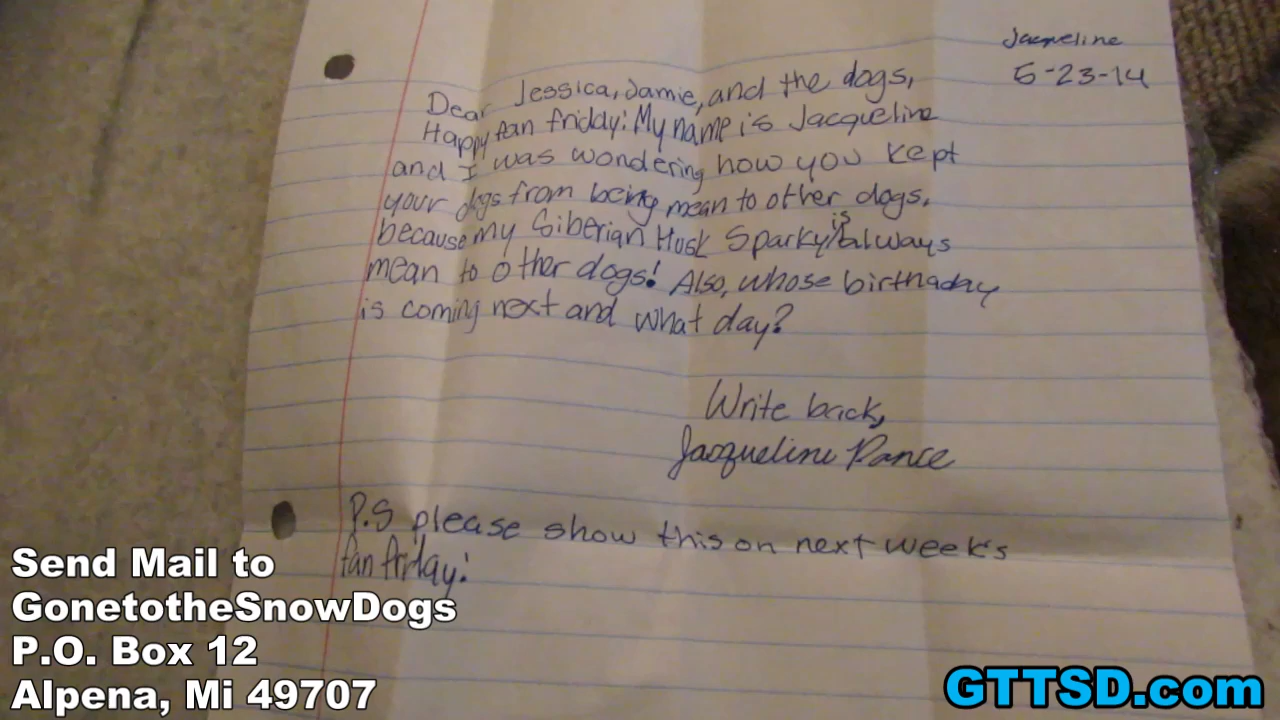 Jacqueline
5-23-14
Dear Jessica, Jamie, and the dogs,
Happy fan friday! My name is Jacqueline
and I was wondering how you kept
your dogs from being mean to other dogs.
because my Siberian Husk Sparky is always
mean to other dogs! Also, whose birthaday
is coming next and what day?
Write back,
Jacqueline Pance
P.S please show this on next week's
fan friday!
Send Mail to
GonetotheSnowDogs
P.O. Box 12
Alpena, Mi 49707
GTTSD.com